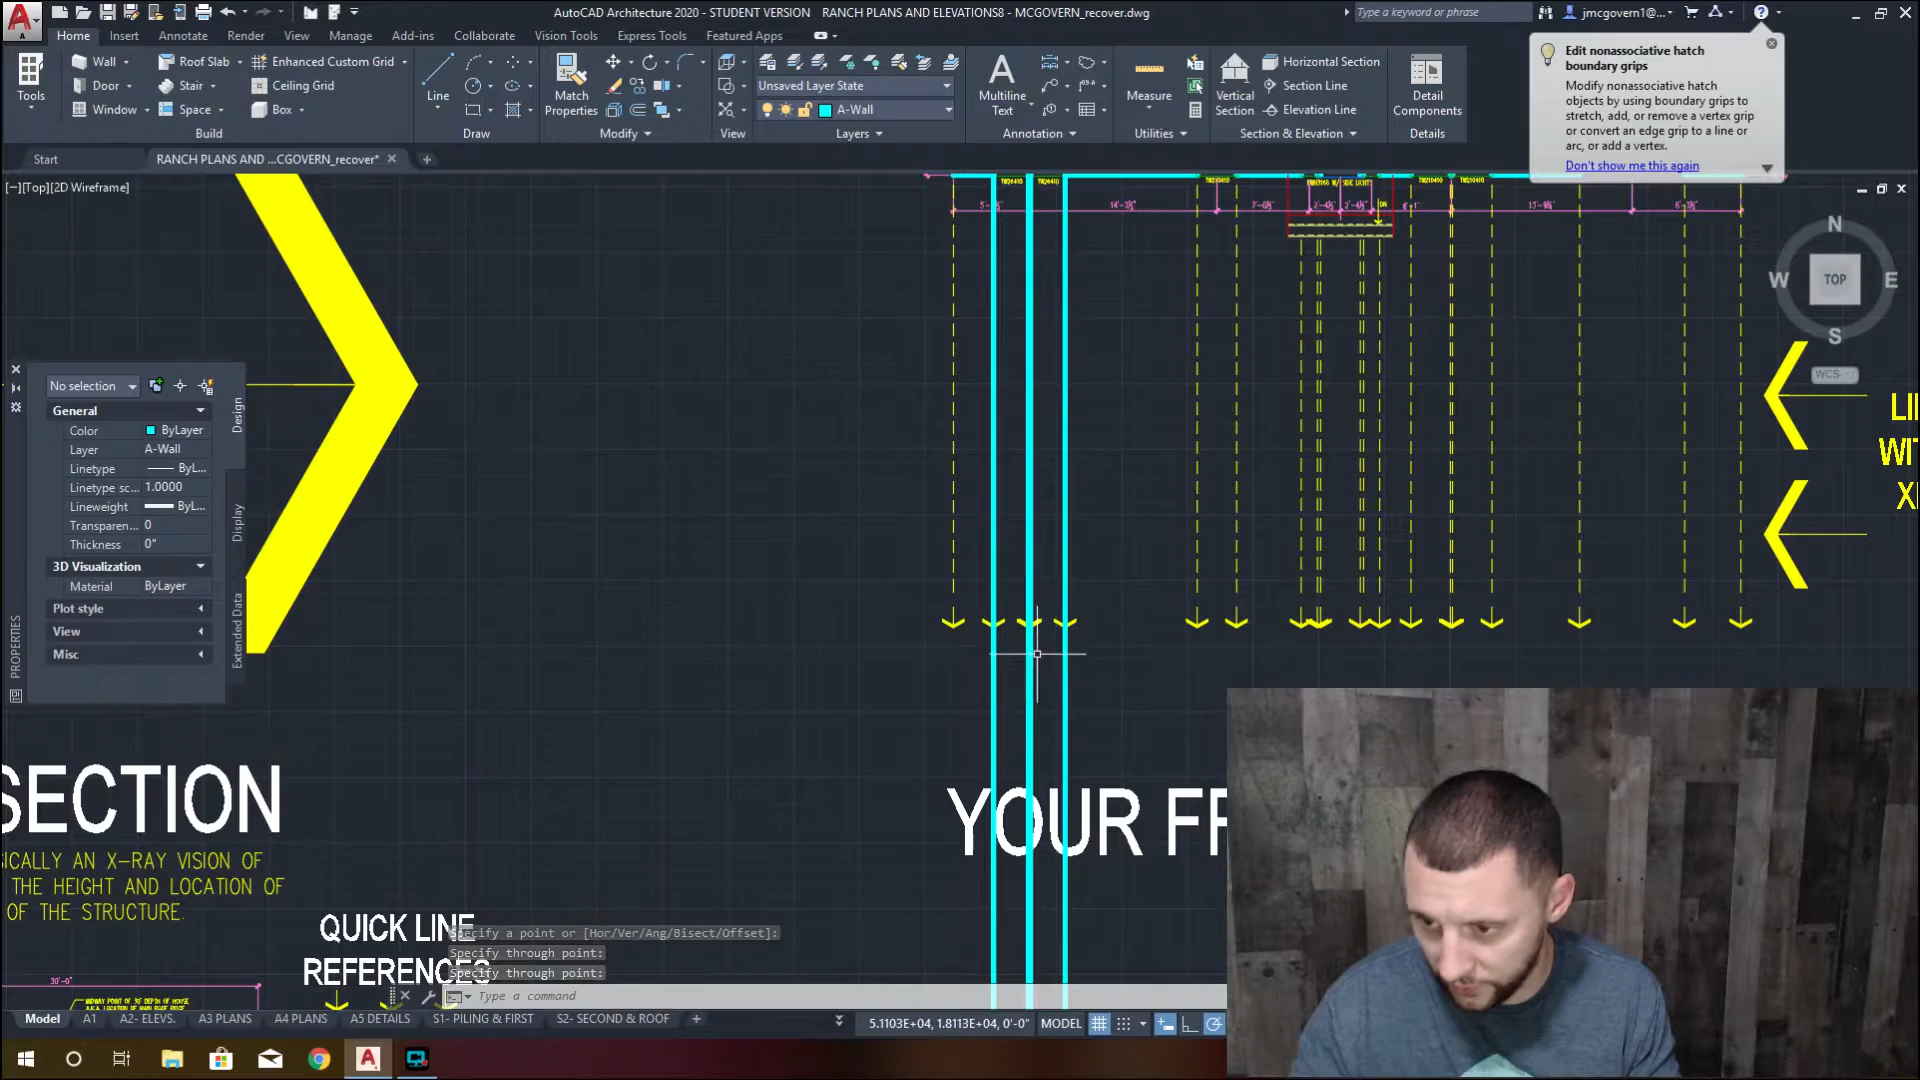 AutoCAD Architecture 2020 - STUDENT VERSION RANCH PLANS AND ELEVATIONS8 - MCGOVERN_recover.dwg
Type a keyword or phrase
jmcgovern1@...
Home Insert Annotate Render View Manage Add-ins Collaborate Vision Tools Express Tools Featured Apps
Tools
Wall Roof Slab Enhanced Custom Grid
Door Stair Ceiling Grid
Window Space Box
Build
Line
Draw
Match Properties
Modify
View
Unsaved Layer State
A-Wall
Layers
Multiline Text
Annotation
Measure
Utilities
Vertical Section
Horizontal Section
Section Line
Elevation Line
Section & Elevation
Detail Components
Details
Edit nonassociative hatch
boundary grips
Modify nonassociative hatch
objects by using boundary grips to
stretch, add, or remove a vertex grip
or convert an edge grip to a line or
arc, or add a vertex.
Don't show me this again
Start
RANCH PLANS AND ...CGOVERN_recover*
[−][Top][2D Wireframe]
N
W TOP E
S
WCS
No selection
General
Color ByLayer
Layer A-Wall
Linetype ByL...
Linetype sc... 1.0000
Lineweight ByL...
Transparen... 0
Thickness 0"
3D Visualization
Material ByLayer
Plot style
View
Misc
Design
Display
Extended Data
PROPERTIES
LI
WIT
X
SECTION
YOUR FR
SICALLY AN X-RAY VISION OF
THE HEIGHT AND LOCATION OF
OF THE STRUCTURE.
QUICK LINE
REFERENCES
30'-0"
Specify a point or [Hor/Ver/Ang/Bisect/Offset]:
Specify through point:
Specify through point:
Type a command
Model A1 A2- ELEVS. A3 PLANS A4 PLANS A5 DETAILS S1- PILING & FIRST S2- SECOND & ROOF
5.1103E+04, 1.8113E+04, 0'-0" MODEL